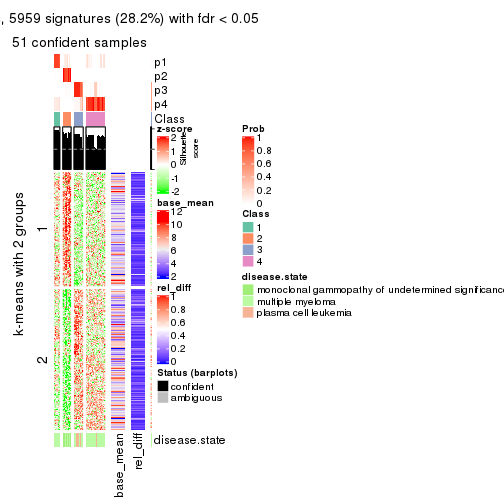 , 5959 signatures (28.2%) with fdr < 0.05
51 confident samples
p1
p2
p3
p4
Class
z-score
2
1
0
-1
-2
Silhouette
score
base_mean
12
10
8
6
4
2
rel_diff
1
0.8
0.6
0.4
0.2
0
Status (barplots)
confident
ambiguous
Prob
1
0.8
0.6
0.4
0.2
0
Class
1
2
3
4
disease.state
monoclonal gammopathy of undetermined significance
multiple myeloma
plasma cell leukemia
k-means with 2 groups
1
2
base_mean
rel_diff
disease.state